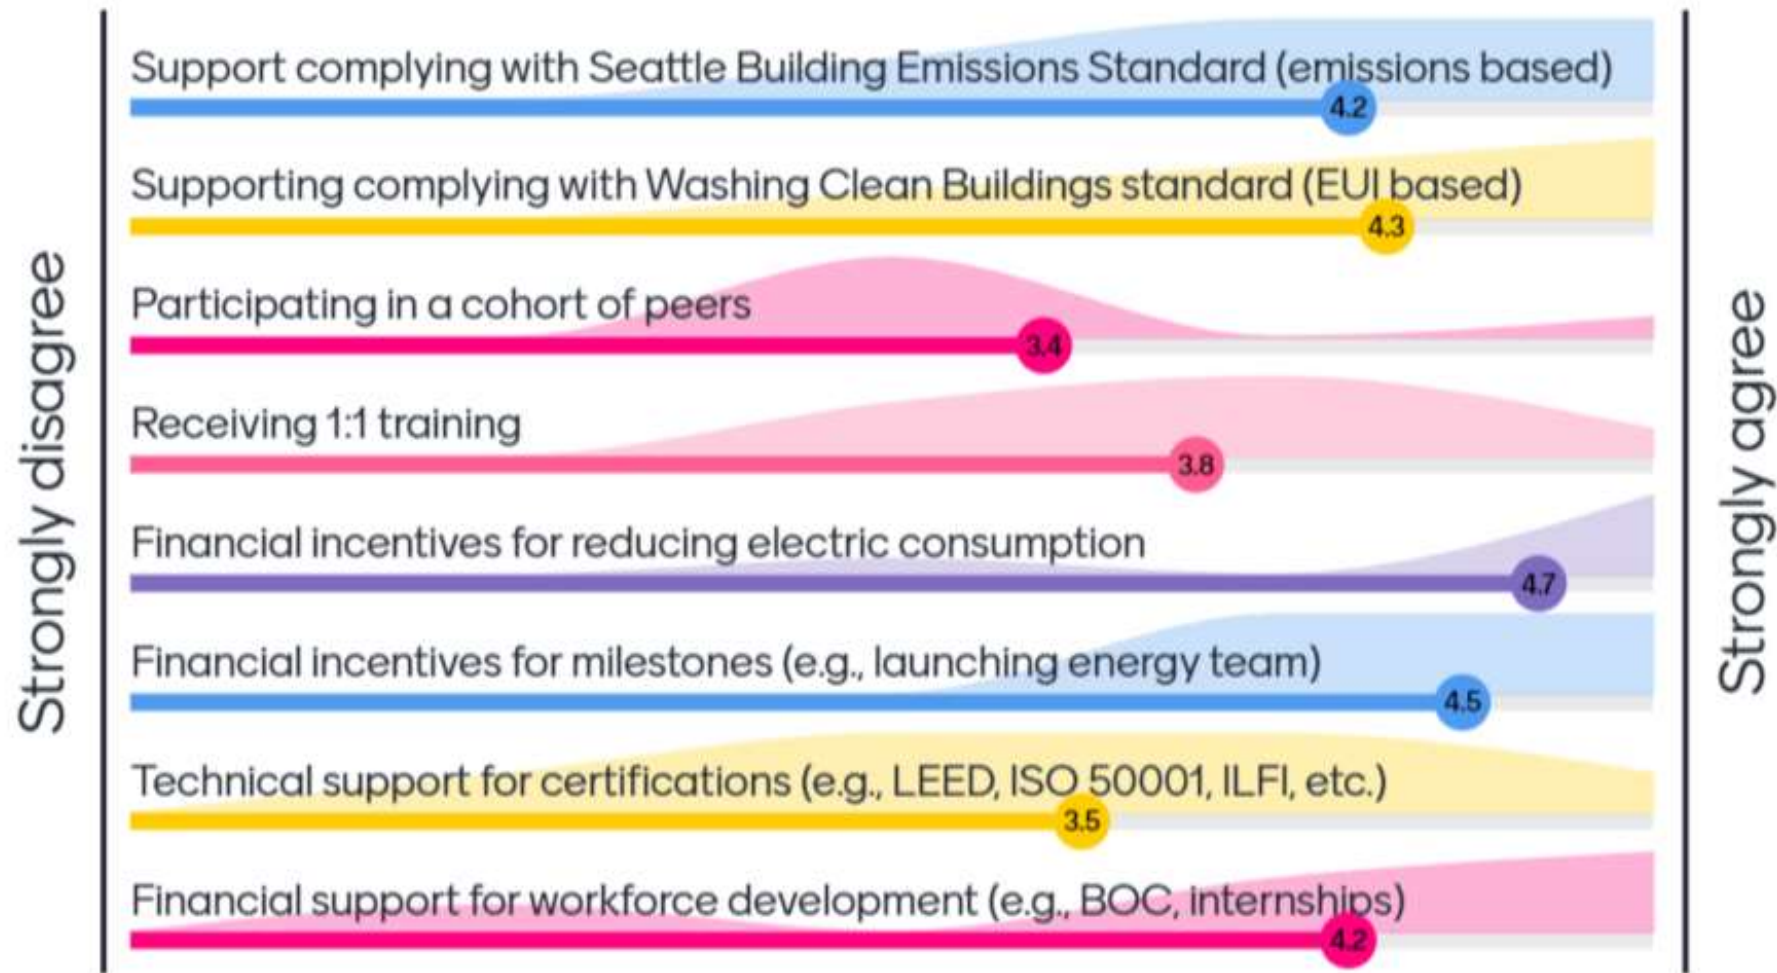 Strongly disagree
Support complying with Seattle Building Emissions Standard (emissions based)
4.2
Supporting complying with Washing Clean Buildings standard (EUI based)
4.3
Participating in a cohort of peers
3.4
Receiving 1:1 training
3.8
Financial incentives for reducing electric consumption
4.7
Financial incentives for milestones (e.g., launching energy team)
4.5
Technical support for certifications (e.g., LEED, ISO 50001, ILFI, etc.)
3.5
Financial support for workforce development (e.g., BOC, internships)
4.2
Strongly agree